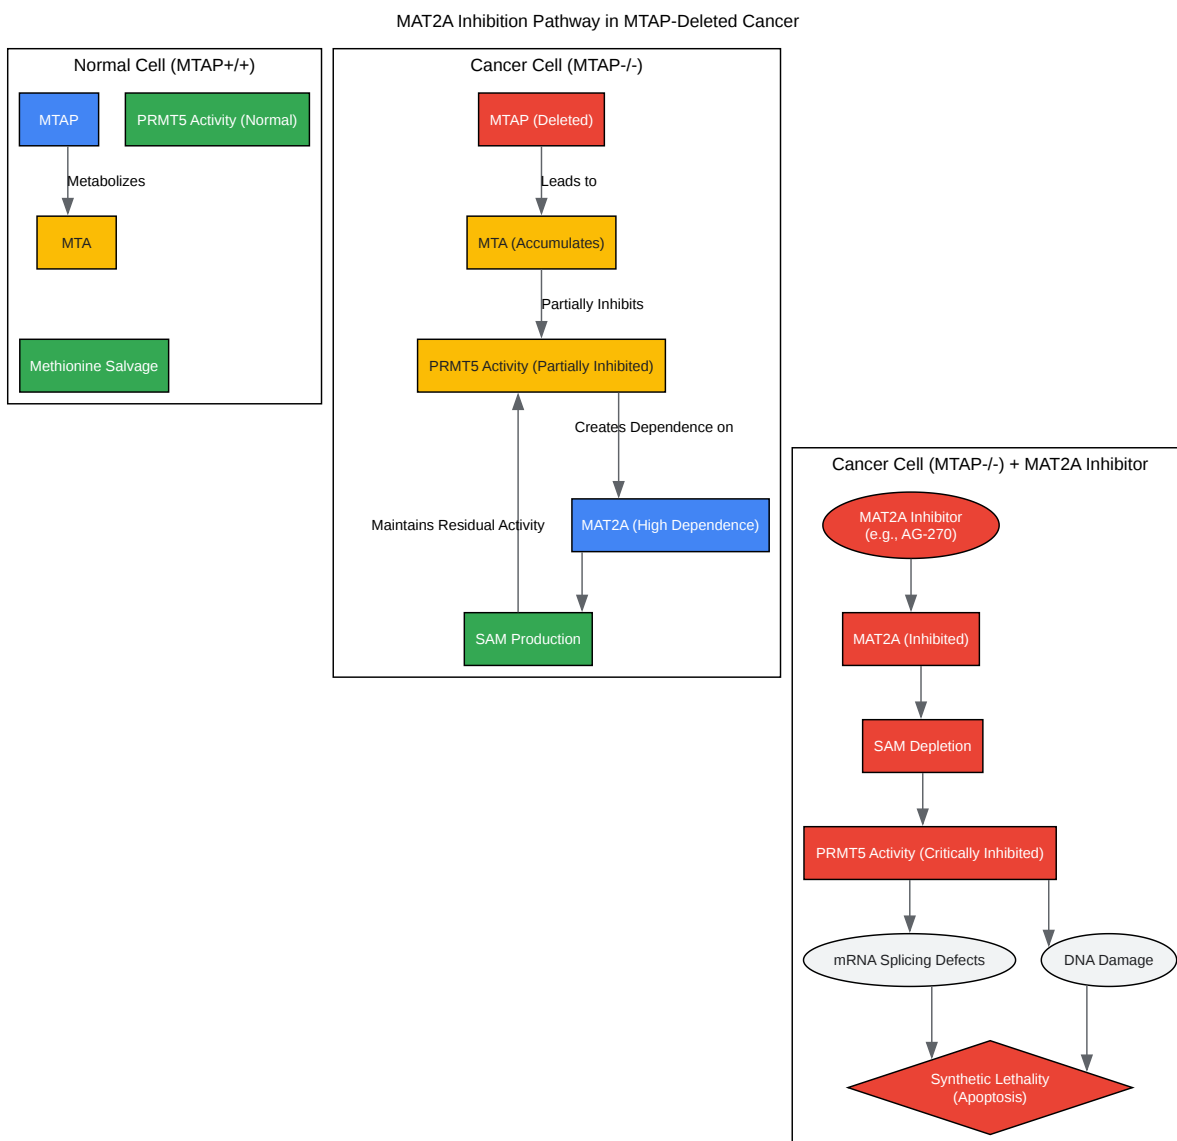 MAT2A Inhibition Pathway in MTAP-Deleted Cancer
Normal Cell (MTAP+/+)
MTAP
PRMT5 Activity (Normal)
Metabolizes
MTA
Methionine Salvage
Cancer Cell (MTAP-/-)
MTAP (Deleted)
Leads to
MTA (Accumulates)
Partially Inhibits
PRMT5 Activity (Partially Inhibited)
Creates Dependence on
Maintains Residual Activity
MAT2A (High Dependence)
SAM Production
Cancer Cell (MTAP-/-) + MAT2A Inhibitor
MAT2A Inhibitor
(e.g., AG-270)
MAT2A (Inhibited)
SAM Depletion
PRMT5 Activity (Critically Inhibited)
mRNA Splicing Defects
DNA Damage
Synthetic Lethality
(Apoptosis)